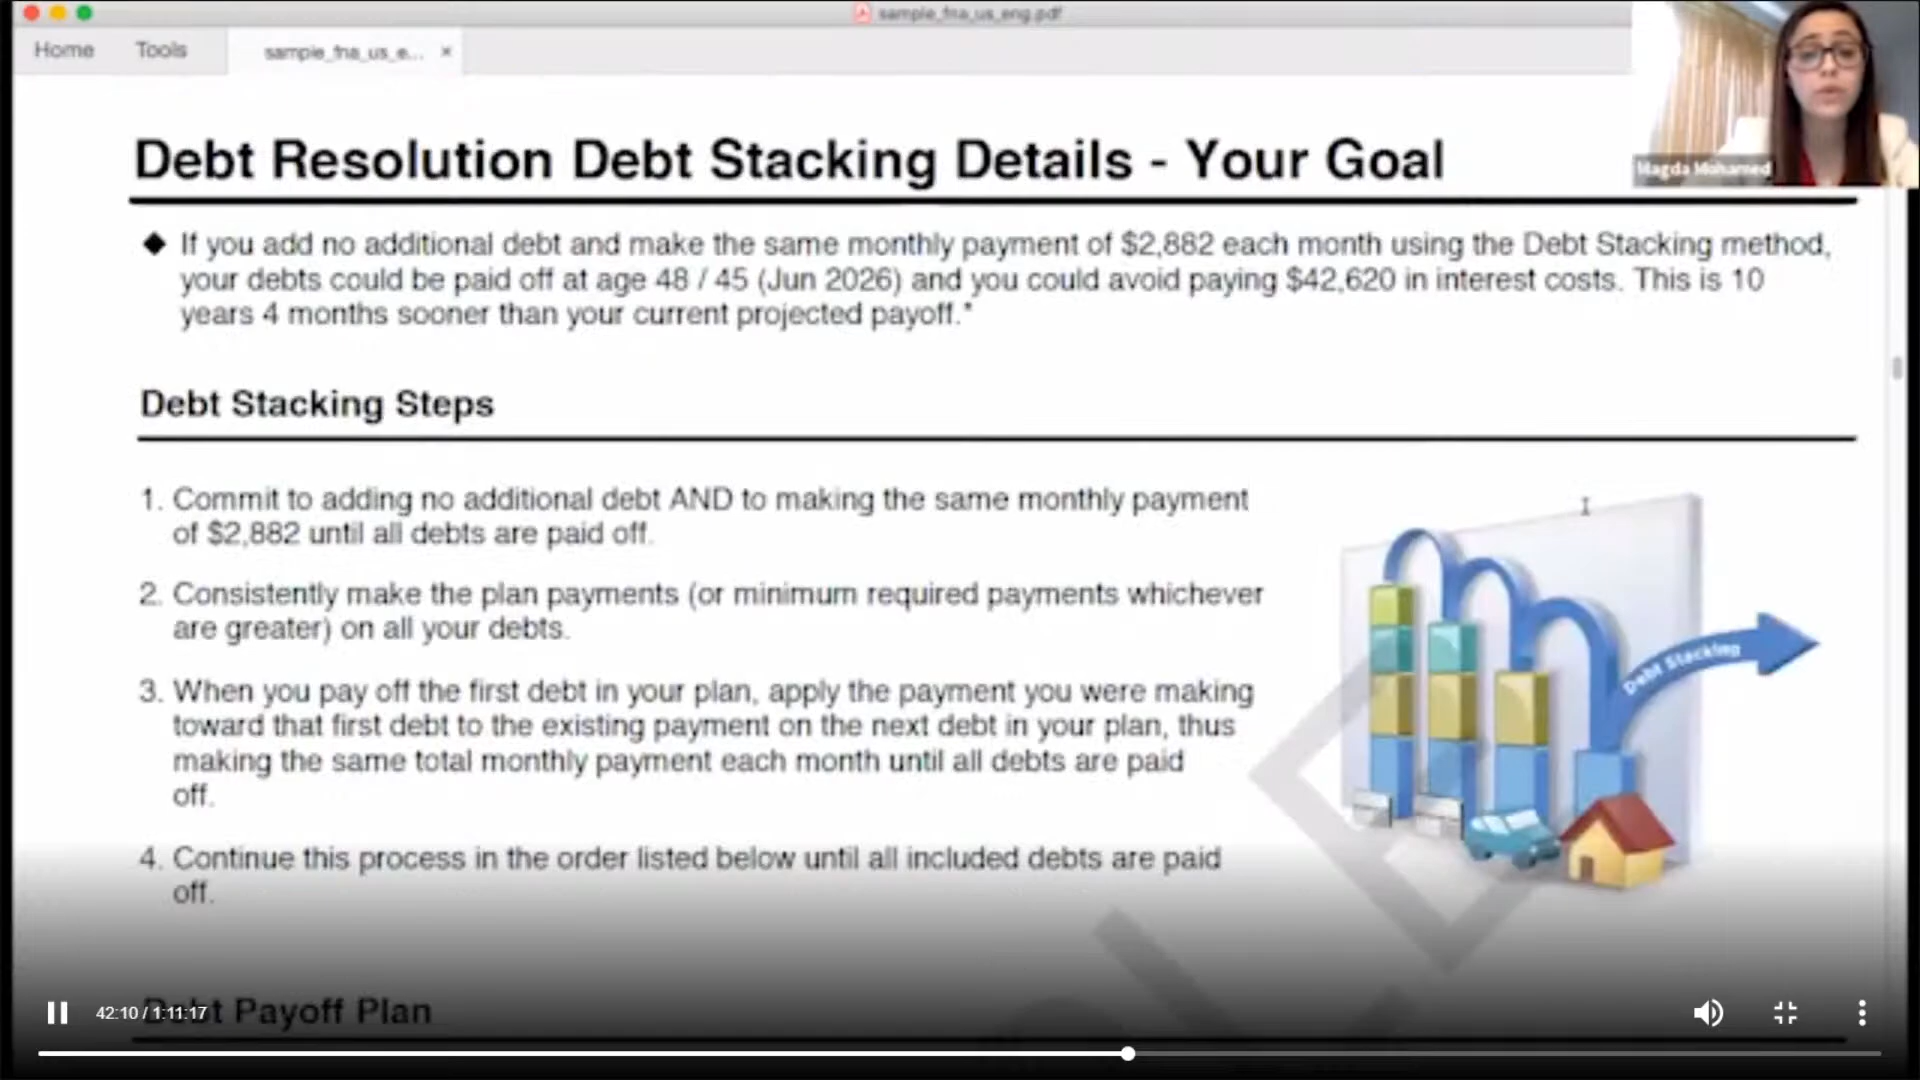 sample_fna_us_eng.pdf
Home Tools sample_fna_us_e... ×
Magda Mohamed
Debt Resolution Debt Stacking Details - Your Goal
◆ If you add no additional debt and make the same monthly payment of $2,882 each month using the Debt Stacking method,
your debts could be paid off at age 48 / 45 (Jun 2026) and you could avoid paying $42,620 in interest costs. This is 10
years 4 months sooner than your current projected payoff.*
Debt Stacking Steps
1. Commit to adding no additional debt AND to making the same monthly payment
of $2,882 until all debts are paid off.
2. Consistently make the plan payments (or minimum required payments whichever
are greater) on all your debts.
3. When you pay off the first debt in your plan, apply the payment you were making
toward that first debt to the existing payment on the next debt in your plan, thus
making the same total monthly payment each month until all debts are paid
off.
4. Continue this process in the order listed below until all included debts are paid
off.
Debt Stacking
Debt Payoff Plan
42:10 / 1:11:17